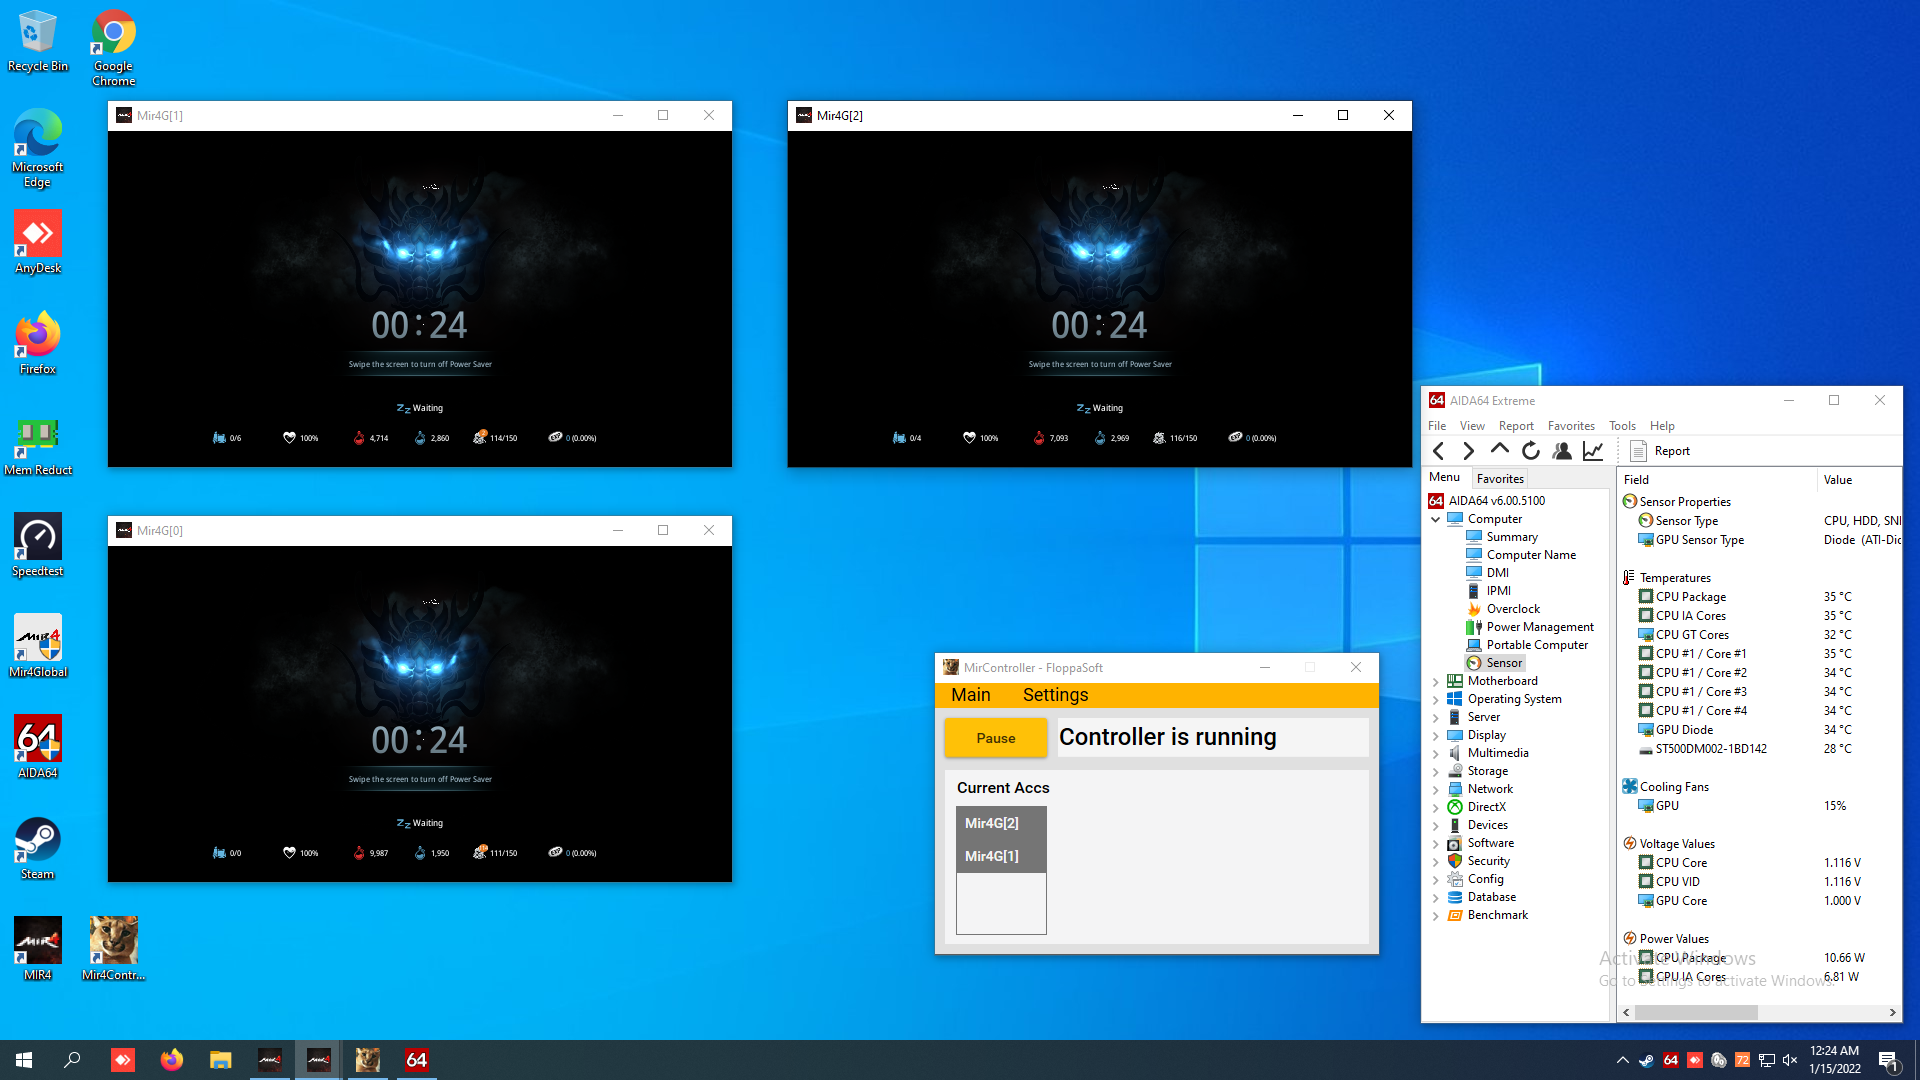 Recycle Bin
Google
Chrome
Microsoft
Edge
AnyDesk
Firefox
Mem Reduct
Speedtest
Mir4Global
AIDA64
Steam
MIR4
Mir4Contr...
Mir4G[1]
00:24
Swipe the screen to turn off Power Saver
Zz Waiting
0/6
100%
4,714
2,860
114/150
0 (0.00%)
Mir4G[2]
00:24
Swipe the screen to turn off Power Saver
Zz Waiting
0/4
100%
7,093
2,969
116/150
0 (0.00%)
Mir4G[0]
00:24
Swipe the screen to turn off Power Saver
Zz Waiting
0/0
100%
9,987
1,950
111/150
0 (0.00%)
MirController - FloppaSoft
Main Settings
Pause
Controller is running
Current Accs
Mir4G[2]
Mir4G[1]
64 AIDA64 Extreme
File View Report Favorites Tools Help
Report
Menu Favorites
64 AIDA64 v6.00.5100
Computer
Summary
Computer Name
DMI
IPMI
Overclock
Power Management
Portable Computer
Sensor
Motherboard
Operating System
Server
Display
Multimedia
Storage
Network
DirectX
Devices
Software
Security
Config
Database
Benchmark
Field Value
Sensor Properties
Sensor Type CPU, HDD, SNI
GPU Sensor Type Diode (ATI-Dic
Temperatures
CPU Package 35 °C
CPU IA Cores 35 °C
CPU GT Cores 32 °C
CPU #1 / Core #1 35 °C
CPU #1 / Core #2 34 °C
CPU #1 / Core #3 34 °C
CPU #1 / Core #4 34 °C
GPU Diode 34 °C
ST500DM002-1BD142 28 °C
Cooling Fans
GPU 15%
Voltage Values
CPU Core 1.116 V
CPU VID 1.116 V
GPU Core 1.000 V
Power Values
CPU Package 10.66 W
CPU IA Cores 6.81 W
Activate Windows
Go to Settings to activate Windows.
64
64
72
12:24 AM
1/15/2022
1